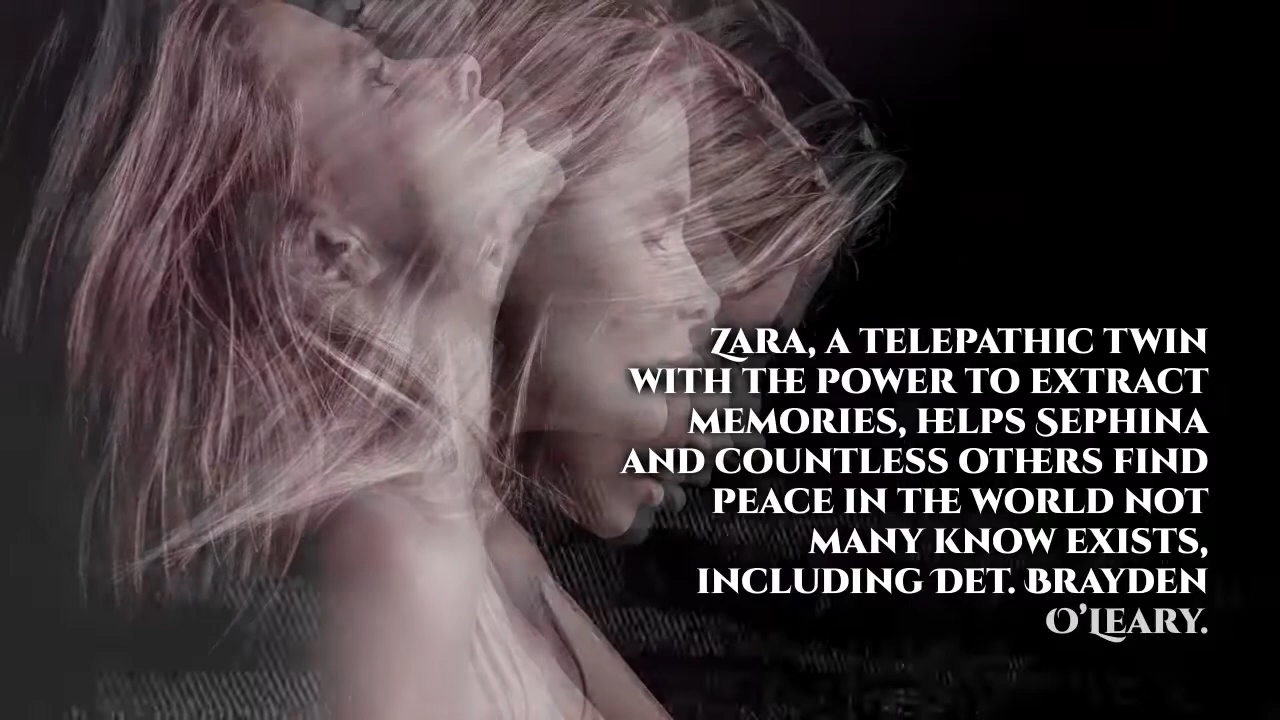 Zara, a telepathic twin
with the power to extract
memories, helps Sephina
and countless others find
peace in the world not
many know exists,
including Det. Brayden
O’Leary.